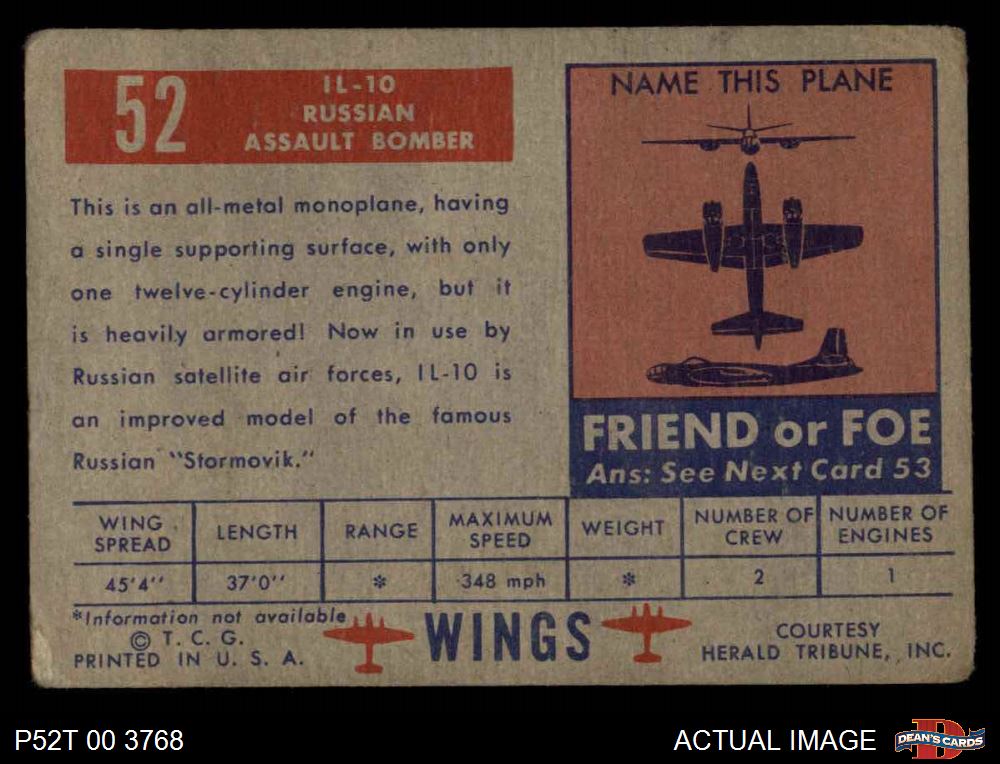 52
IL-10
RUSSIAN
ASSAULT BOMBER
This is an all-metal monoplane, having
a single supporting surface, with only
one twelve-cylinder engine, but it
is heavily armored! Now in use by
Russian satellite air forces, IL-10 is
an improved model of the famous
Russian "Stormovik."
NAME THIS PLANE
FRIEND or FOE
Ans: See Next Card 53
WING SPREAD LENGTH RANGE MAXIMUM SPEED WEIGHT NUMBER OF CREW NUMBER OF ENGINES
45'4'' 37'0'' * 348 mph * 2 1
*Information not available
© T. C. G.
PRINTED IN U. S. A.
WINGS
COURTESY
HERALD TRIBUNE, INC.
P52T 00 3768
ACTUAL IMAGE
DEAN'S CARDS